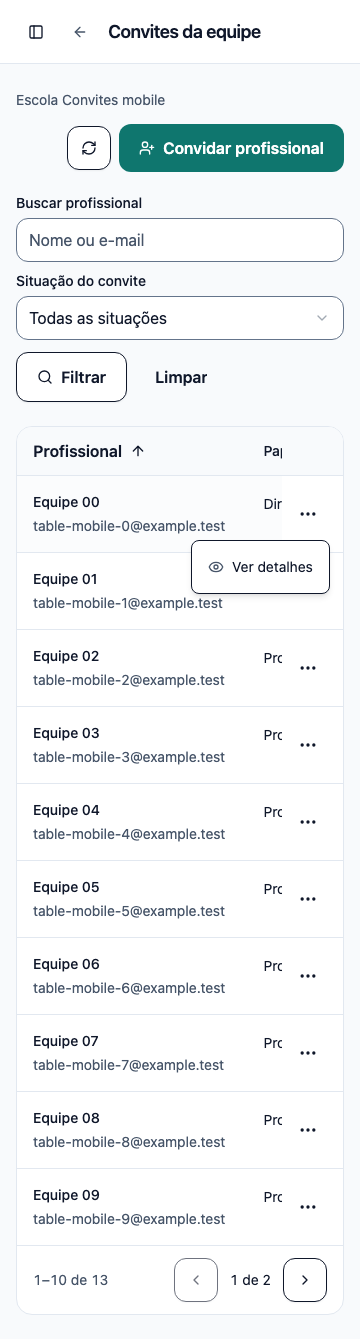 Convites da equipe
Escola Convites mobile
Convidar profissional
Buscar profissional
Nome ou e-mail
Situação do convite
Todas as situações
Filtrar
Limpar
Profissional
Equipe 00
table-mobile-0@example.test
Ver detalhes
Equipe 01
table-mobile-1@example.test
Equipe 02
table-mobile-2@example.test
Equipe 03
table-mobile-3@example.test
Equipe 04
table-mobile-4@example.test
Equipe 05
table-mobile-5@example.test
Equipe 06
table-mobile-6@example.test
Equipe 07
table-mobile-7@example.test
Equipe 08
table-mobile-8@example.test
Equipe 09
table-mobile-9@example.test
1–10 de 13
1 de 2